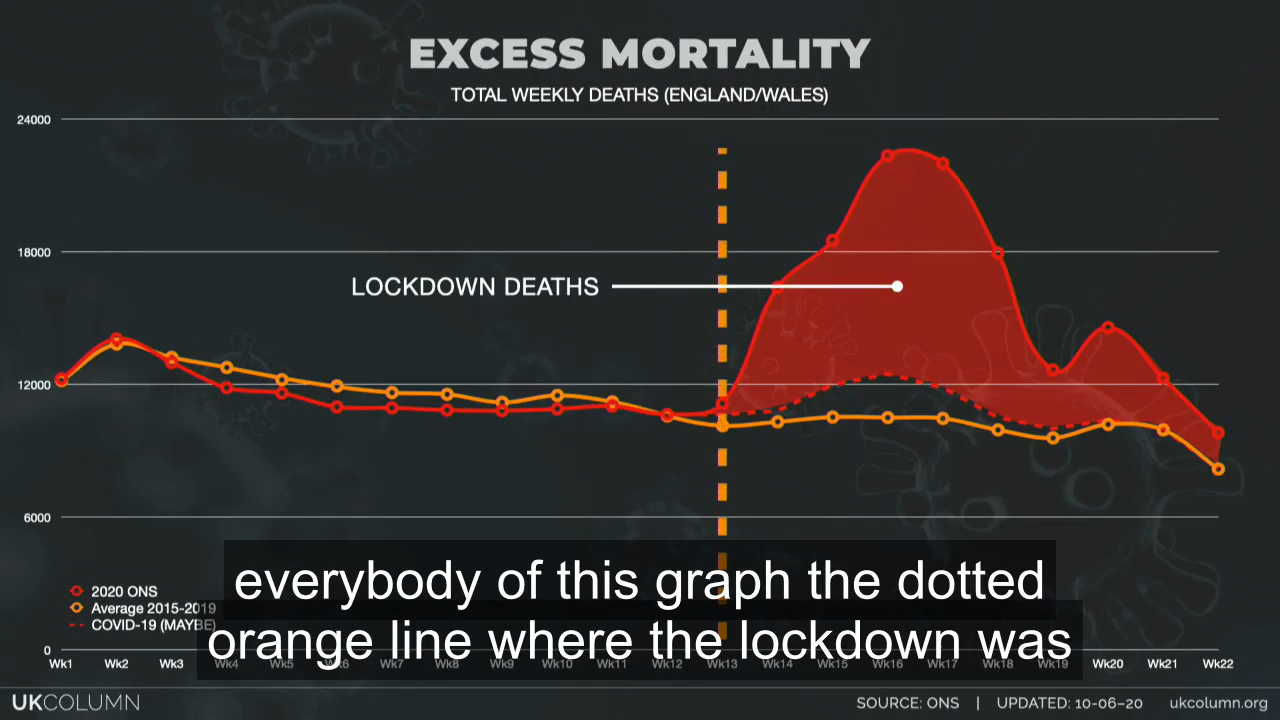 EXCESS MORTALITY
TOTAL WEEKLY DEATHS (ENGLAND/WALES)
24000
18000
LOCKDOWN DEATHS
12000
6000
everybody of this graph the dotted
orange line where the lockdown was
2020 ONS
Average 2015-2019
COVID-19 (MAYBE)
0
Wk1 Wk2 Wk3 Wk4 Wk5 Wk6 Wk7 Wk8 Wk9 Wk10 Wk11 Wk12 Wk13 Wk14 Wk15 Wk16 Wk17 Wk18 Wk19 Wk20 Wk21 Wk22
UKCOLUMN SOURCE: ONS | UPDATED: 10-06-20 ukcolumn.org